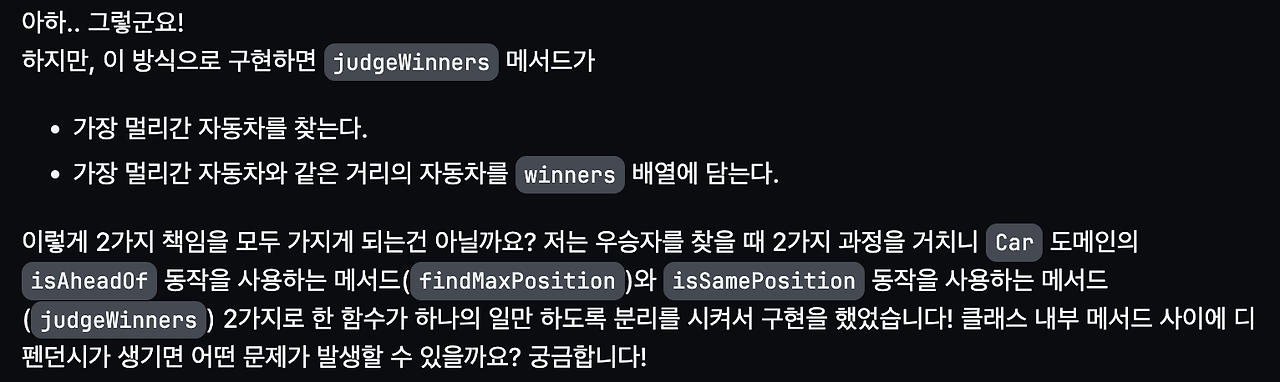 아하.. 그렇군요!
하지만, 이 방식으로 구현하면 judgeWinners 메서드가
• 가장 멀리간 자동차를 찾는다.
• 가장 멀리간 자동차와 같은 거리의 자동차를 winners 배열에 담는다.
이렇게 2가지 책임을 모두 가지게 되는건 아닐까요? 저는 우승자를 찾을 때 2가지 과정을 거치니 Car 도메인의
isAheadOf 동작을 사용하는 메서드(findMaxPosition)와 isSamePosition 동작을 사용하는 메서드
(judgeWinners) 2가지로 한 함수가 하나의 일만 하도록 분리를 시켜서 구현을 했었습니다! 클래스 내부 메서드 사이에 디
펜던시가 생기면 어떤 문제가 발생할 수 있을까요? 궁금합니다!